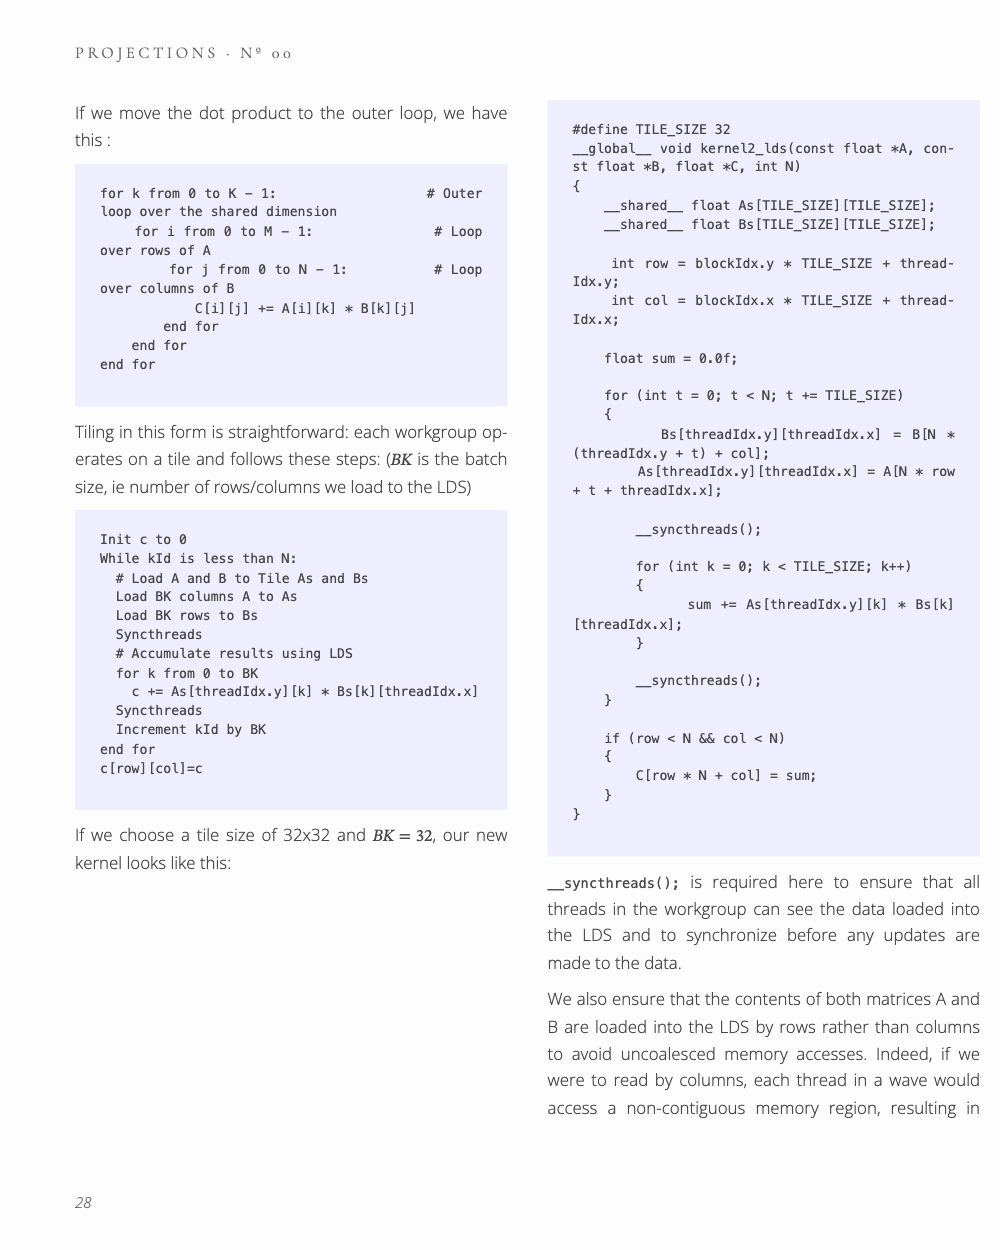 PROJECTIONS · Nº 00
If we move the dot product to the outer loop, we have
this :
for k from 0 to K – 1: # Outer
loop over the shared dimension
for i from 0 to M – 1: # Loop
over rows of A
for j from 0 to N – 1: # Loop
over columns of B
C[i][j] += A[i][k] * B[k][j]
end for
end for
end for
Tiling in this form is straightforward: each workgroup op-
erates on a tile and follows these steps: (BK is the batch
size, ie number of rows/columns we load to the LDS)
Init c to 0
While kId is less than N:
# Load A and B to Tile As and Bs
Load BK columns A to As
Load BK rows to Bs
Syncthreads
# Accumulate results using LDS
for k from 0 to BK
c += As[threadIdx.y][k] * Bs[k][threadIdx.x]
Syncthreads
Increment kId by BK
end for
c[row][col]=c
If we choose a tile size of 32x32 and BK = 32, our new
kernel looks like this:
#define TILE_SIZE 32
__global__ void kernel2_lds(const float *A, con-
st float *B, float *C, int N)
{
__shared__ float As[TILE_SIZE][TILE_SIZE];
__shared__ float Bs[TILE_SIZE][TILE_SIZE];
int row = blockIdx.y * TILE_SIZE + thread-
Idx.y;
int col = blockIdx.x * TILE_SIZE + thread-
Idx.x;
float sum = 0.0f;
for (int t = 0; t < N; t += TILE_SIZE)
{
Bs[threadIdx.y][threadIdx.x] = B[N *
(threadIdx.y + t) + col];
As[threadIdx.y][threadIdx.x] = A[N * row
+ t + threadIdx.x];
__syncthreads();
for (int k = 0; k < TILE_SIZE; k++)
{
sum += As[threadIdx.y][k] * Bs[k]
[threadIdx.x];
}
__syncthreads();
}
if (row < N && col < N)
{
C[row * N + col] = sum;
}
}
__syncthreads(); is required here to ensure that all
threads in the workgroup can see the data loaded into
the LDS and to synchronize before any updates are
made to the data.
We also ensure that the contents of both matrices A and
B are loaded into the LDS by rows rather than columns
to avoid uncoalesced memory accesses. Indeed, if we
were to read by columns, each thread in a wave would
access a non-contiguous memory region, resulting in
28